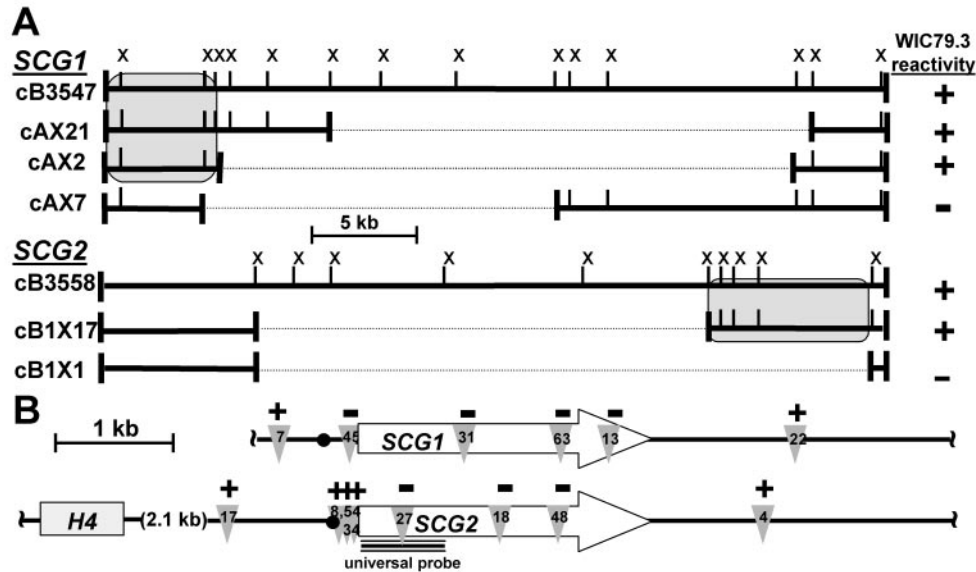 A
SCG1
X XXX X X X X X X X X X X
WIC79.3 reactivity
cB3547 +
cAX21 +
cAX2 +
cAX7 -
5 kb
SCG2
X X X X X X X X X X
cB3558 +
cB1X17 +
cB1X1 -
B
1 kb
+ - - - - +
7 45 SCG1 31 63 13 22
+ +++ - - - +
H4 (2.1 kb) 17 8,54 34 27 SCG2 18 48 4
universal probe